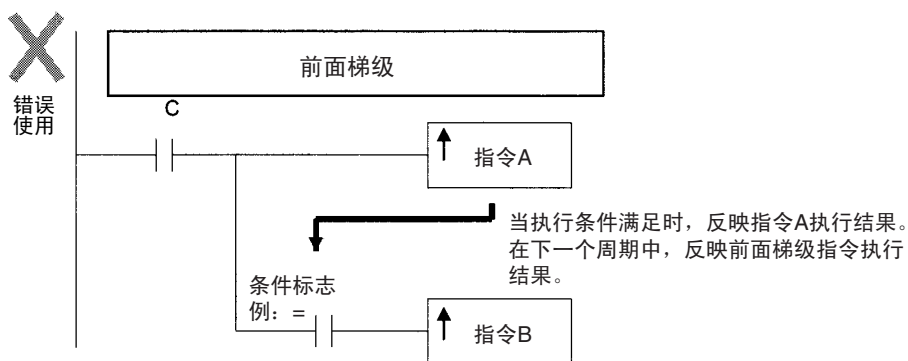 前面梯级
错误
使用
C
指令A
当执行条件满足时，反映指令A执行结果。
在下一个周期中，反映前面梯级指令执行
结果。
条件标志
例：=
指令B